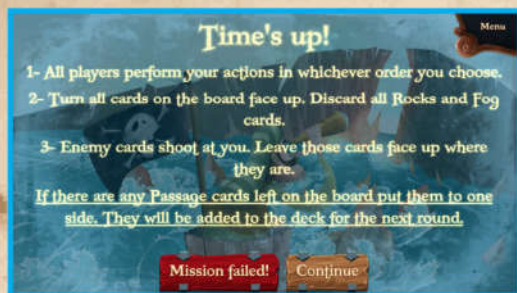 Time's up!
Menu
1- All players perform your actions in whichever order you choose.
2- Turn all cards on the board face up. Discard all Rocks and Fog
cards.
3- Enemy cards shoot at you. Leave those cards face up where
they are.
If there are any Passage cards left on the board put them to one
side. They will be added to the deck for the next round.
Mission failed!
Continue